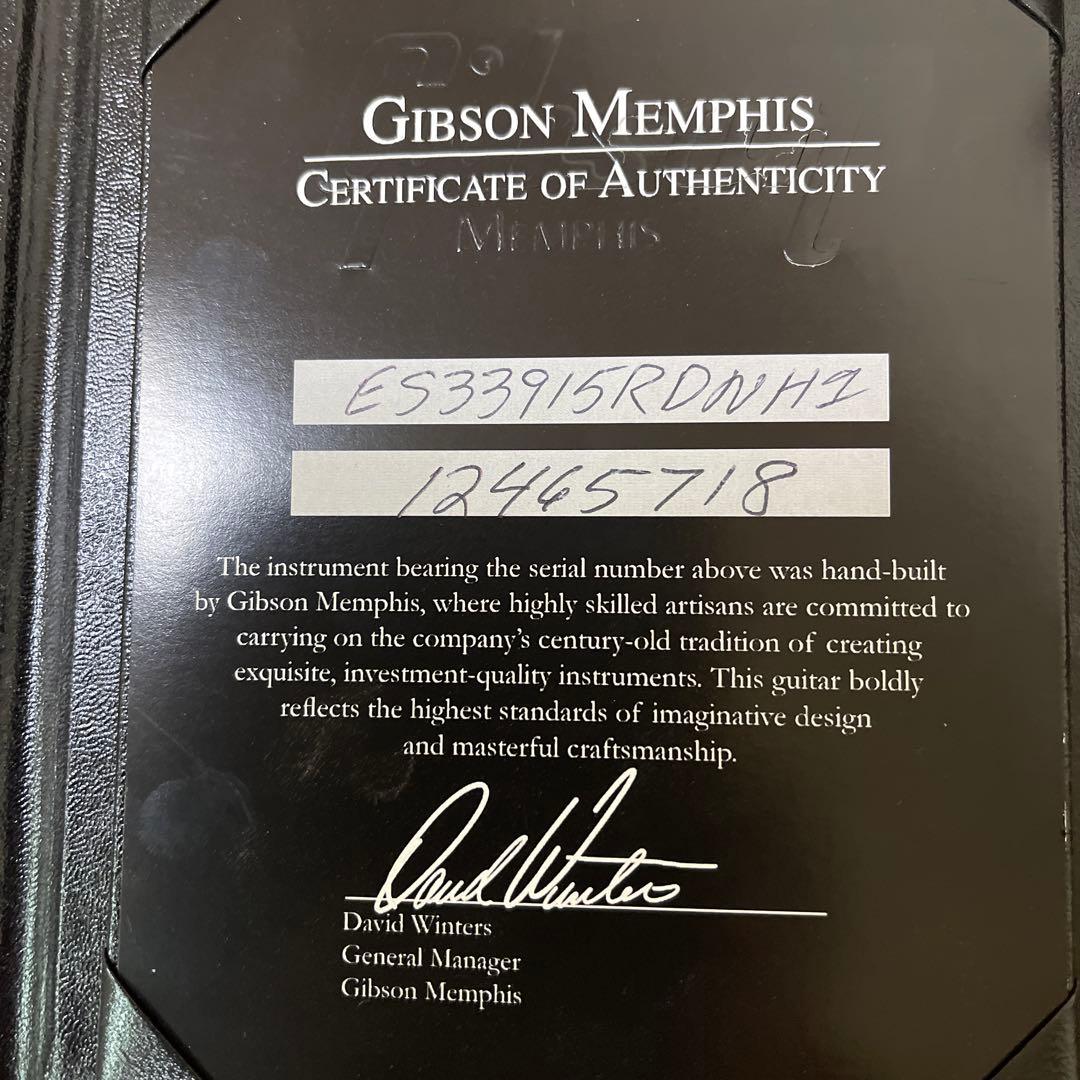 Gibson Memphis
Certificate of Authenticity
Memphis
ES33915RDNH1
12465718
The instrument bearing the serial number above was hand-built
by Gibson Memphis, where highly skilled artisans are committed to
carrying on the company's century-old tradition of creating
exquisite, investment-quality instruments. This guitar boldly
reflects the highest standards of imaginative design
and masterful craftsmanship.
David Winters
David Winters
General Manager
Gibson Memphis